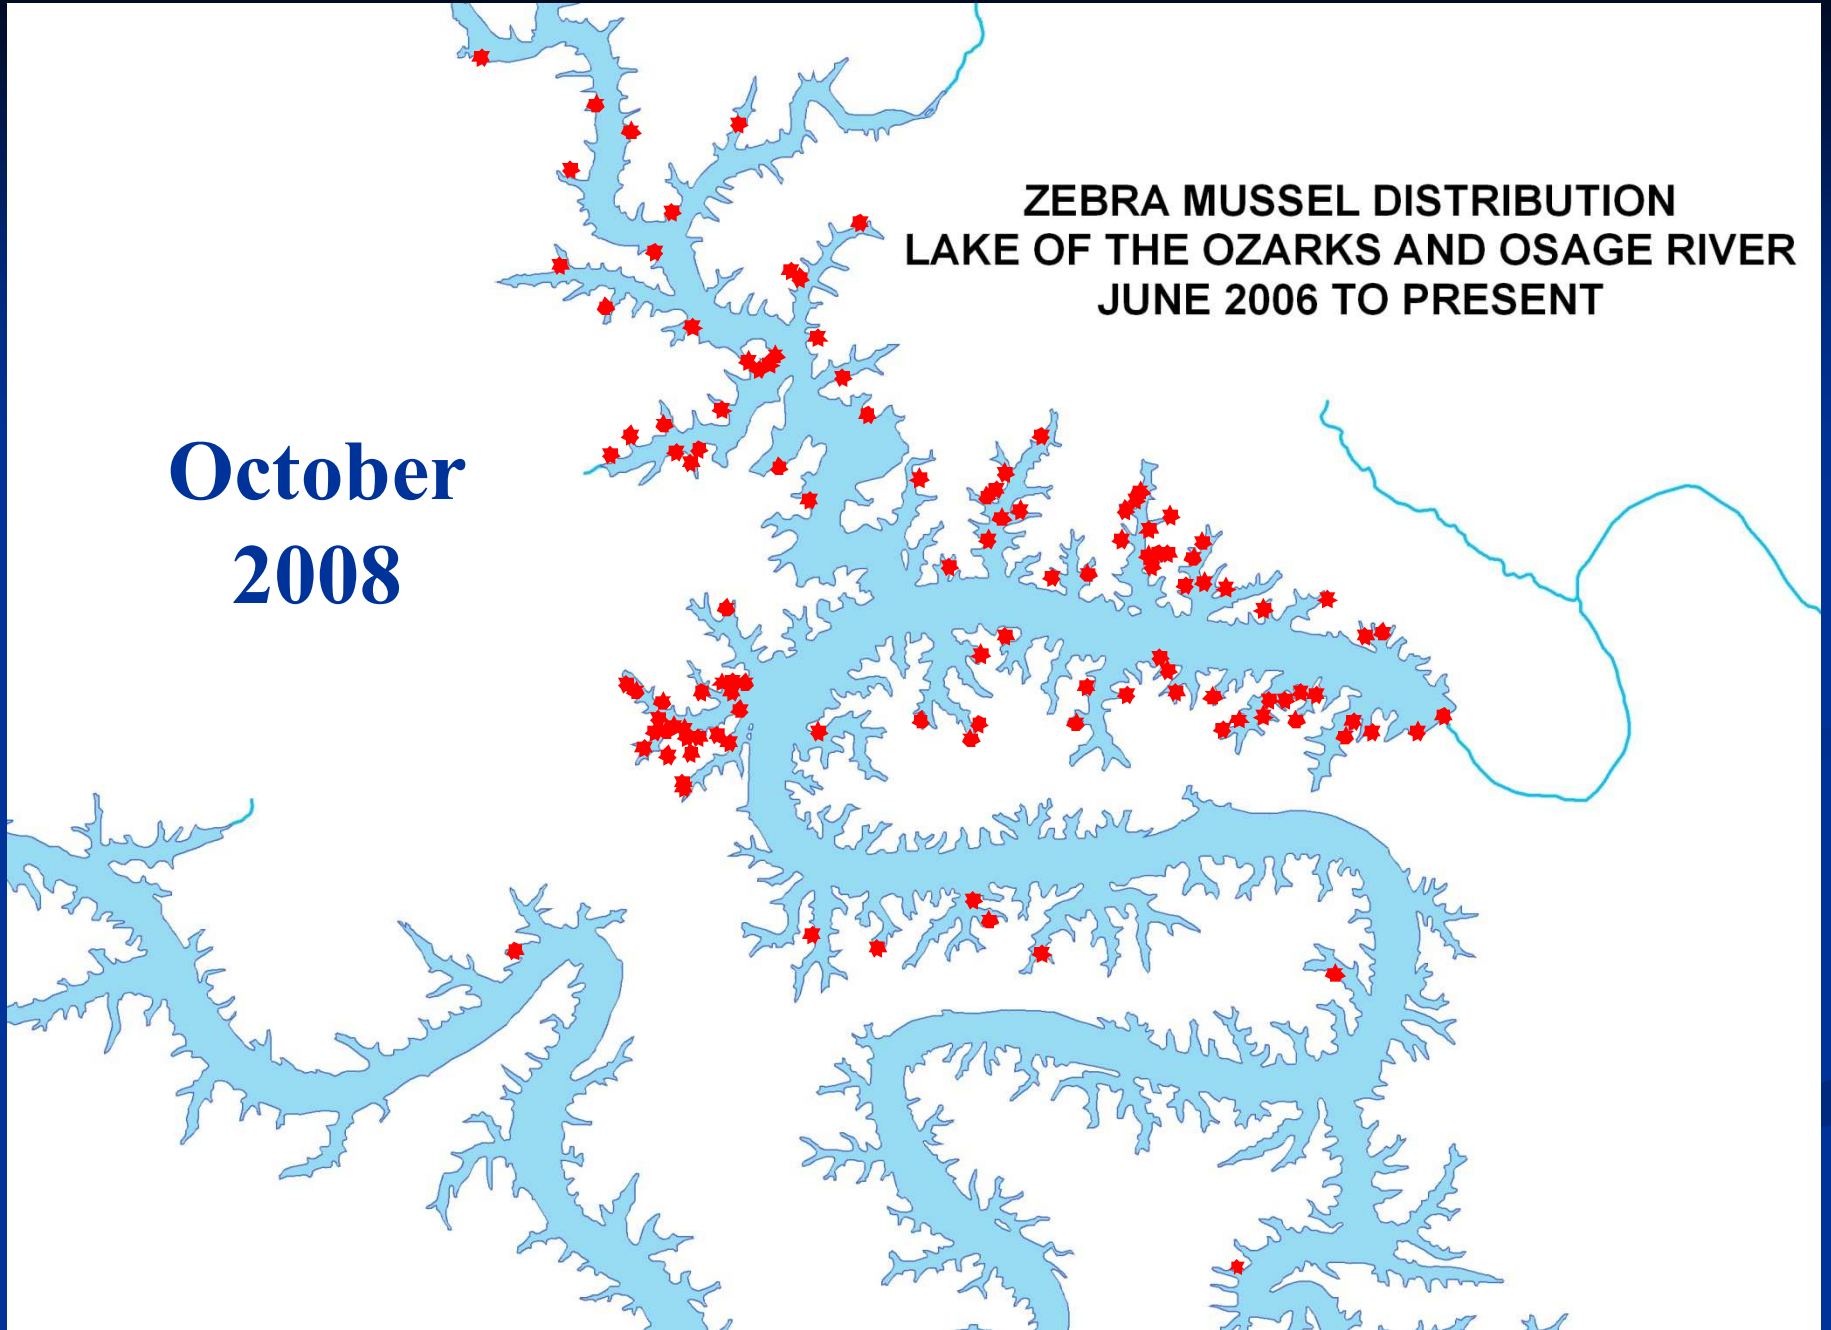 ZEBRA MUSSEL DISTRIBUTION
LAKE OF THE OZARKS AND OSAGE RIVER
JUNE 2006 TO PRESENT
October
2008